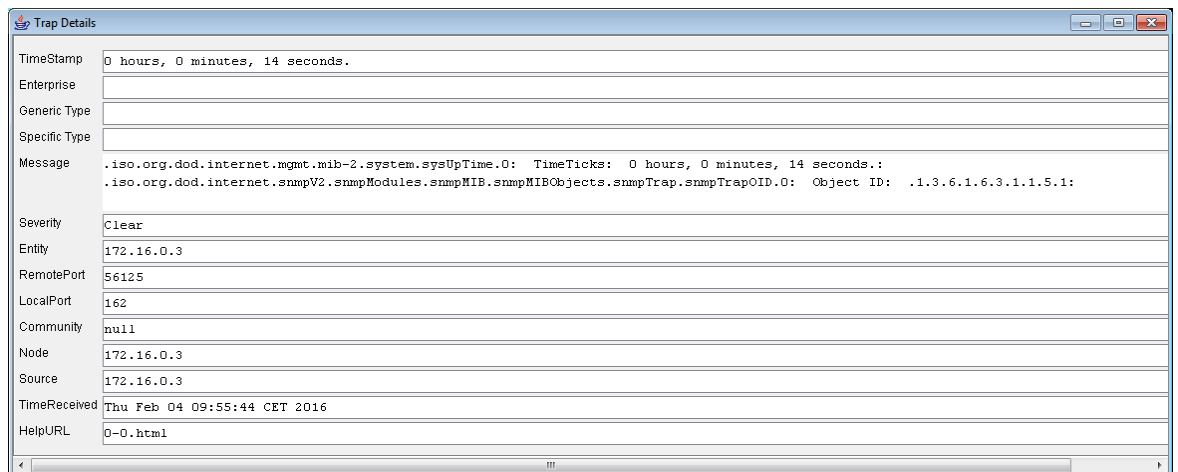 Trap Details
TimeStamp 0 hours, 0 minutes, 14 seconds.
Enterprise
Generic Type
Specific Type
Message .iso.org.dod.internet.mgmt.mib-2.system.sysUpTime.0: TimeTicks: 0 hours, 0 minutes, 14 seconds.:
.iso.org.dod.internet.snmpV2.snmpModules.snmpMIB.snmpMIBObjects.snmpTrap.snmpTrapOID.0: Object ID: .1.3.6.1.6.3.1.1.5.1:
Severity Clear
Entity 172.16.0.3
RemotePort 56125
LocalPort 162
Community null
Node 172.16.0.3
Source 172.16.0.3
TimeReceived Thu Feb 04 09:55:44 CET 2016
HelpURL 0-0.html